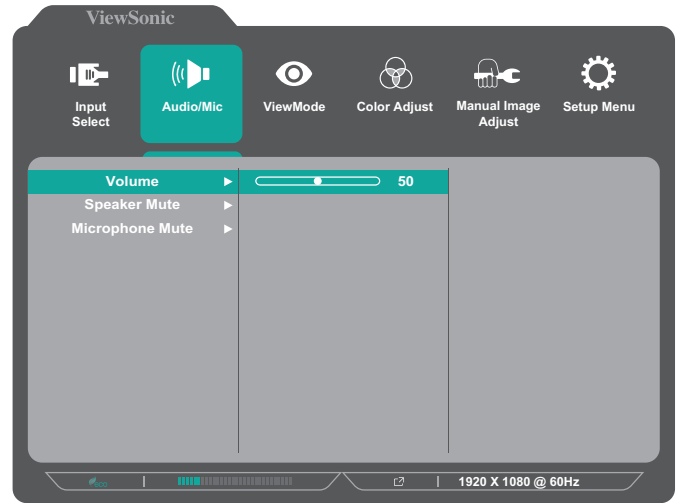 ViewSonic
Input
Select
Audio/Mic
ViewMode
Color Adjust
Manual Image
Adjust
Setup Menu
Volume
50
Speaker Mute
Microphone Mute
eco
1920 X 1080 @ 60Hz